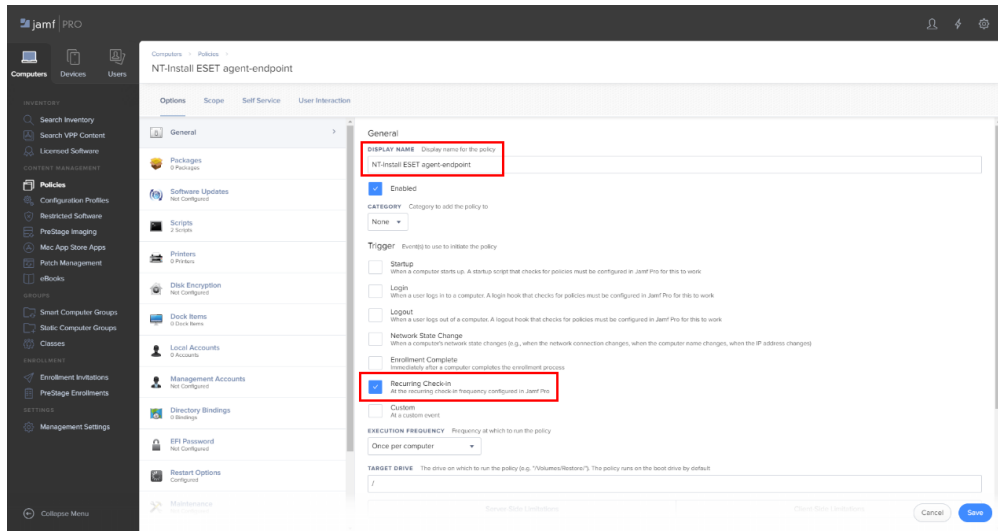 jamf PRO
Computers
Devices
Users
INVENTORY
Search Inventory
Search VPP Content
Licensed Software
CONTENT MANAGEMENT
Policies
Configuration Profiles
Restricted Software
PreStage Imaging
Mac App Store Apps
Patch Management
eBooks
GROUPS
Smart Computer Groups
Static Computer Groups
Classes
ENROLLMENT
Enrollment Invitations
PreStage Enrollments
SETTINGS
Management Settings
Collapse Menu
Computers > Policies >
NT-Install ESET agent-endpoint
Options Scope Self Service User Interaction
General
Packages
0 Packages
Software Updates
Not Configured
Scripts
2 Scripts
Printers
0 Printers
Disk Encryption
Not Configured
Dock Items
0 Dock Items
Local Accounts
0 Accounts
Management Accounts
Not Configured
Directory Bindings
0 Bindings
EFI Password
Not Configured
Restart Options
Configured
Maintenance
General
DISPLAY NAME Display name for the policy
NT-Install ESET agent-endpoint
Enabled
CATEGORY Category to add the policy to
None
Trigger Event(s) to use to initiate the policy
Startup
When a computer starts up. A startup script that checks for policies must be configured in Jamf Pro for this to work
Login
When a user logs in to a computer. A login hook that checks for policies must be configured in Jamf Pro for this to work
Logout
When a user logs out of a computer. A logout hook that checks for policies must be configured in Jamf Pro for this to work
Network State Change
When a computer's network state changes (e.g., when the network connection changes, when the computer name changes, when the IP address changes)
Enrollment Complete
Immediately after a computer completes the enrollment process
Recurring Check-in
At the recurring check-in frequency configured in Jamf Pro
Custom
At a custom event
EXECUTION FREQUENCY Frequency at which to run the policy
Once per computer
TARGET DRIVE The drive on which to run the policy (e.g. "/Volumes/Restore/"). The policy runs on the boot drive by default
/
Server-Side Limitations
Client-Side Limitations
Cancel
Save